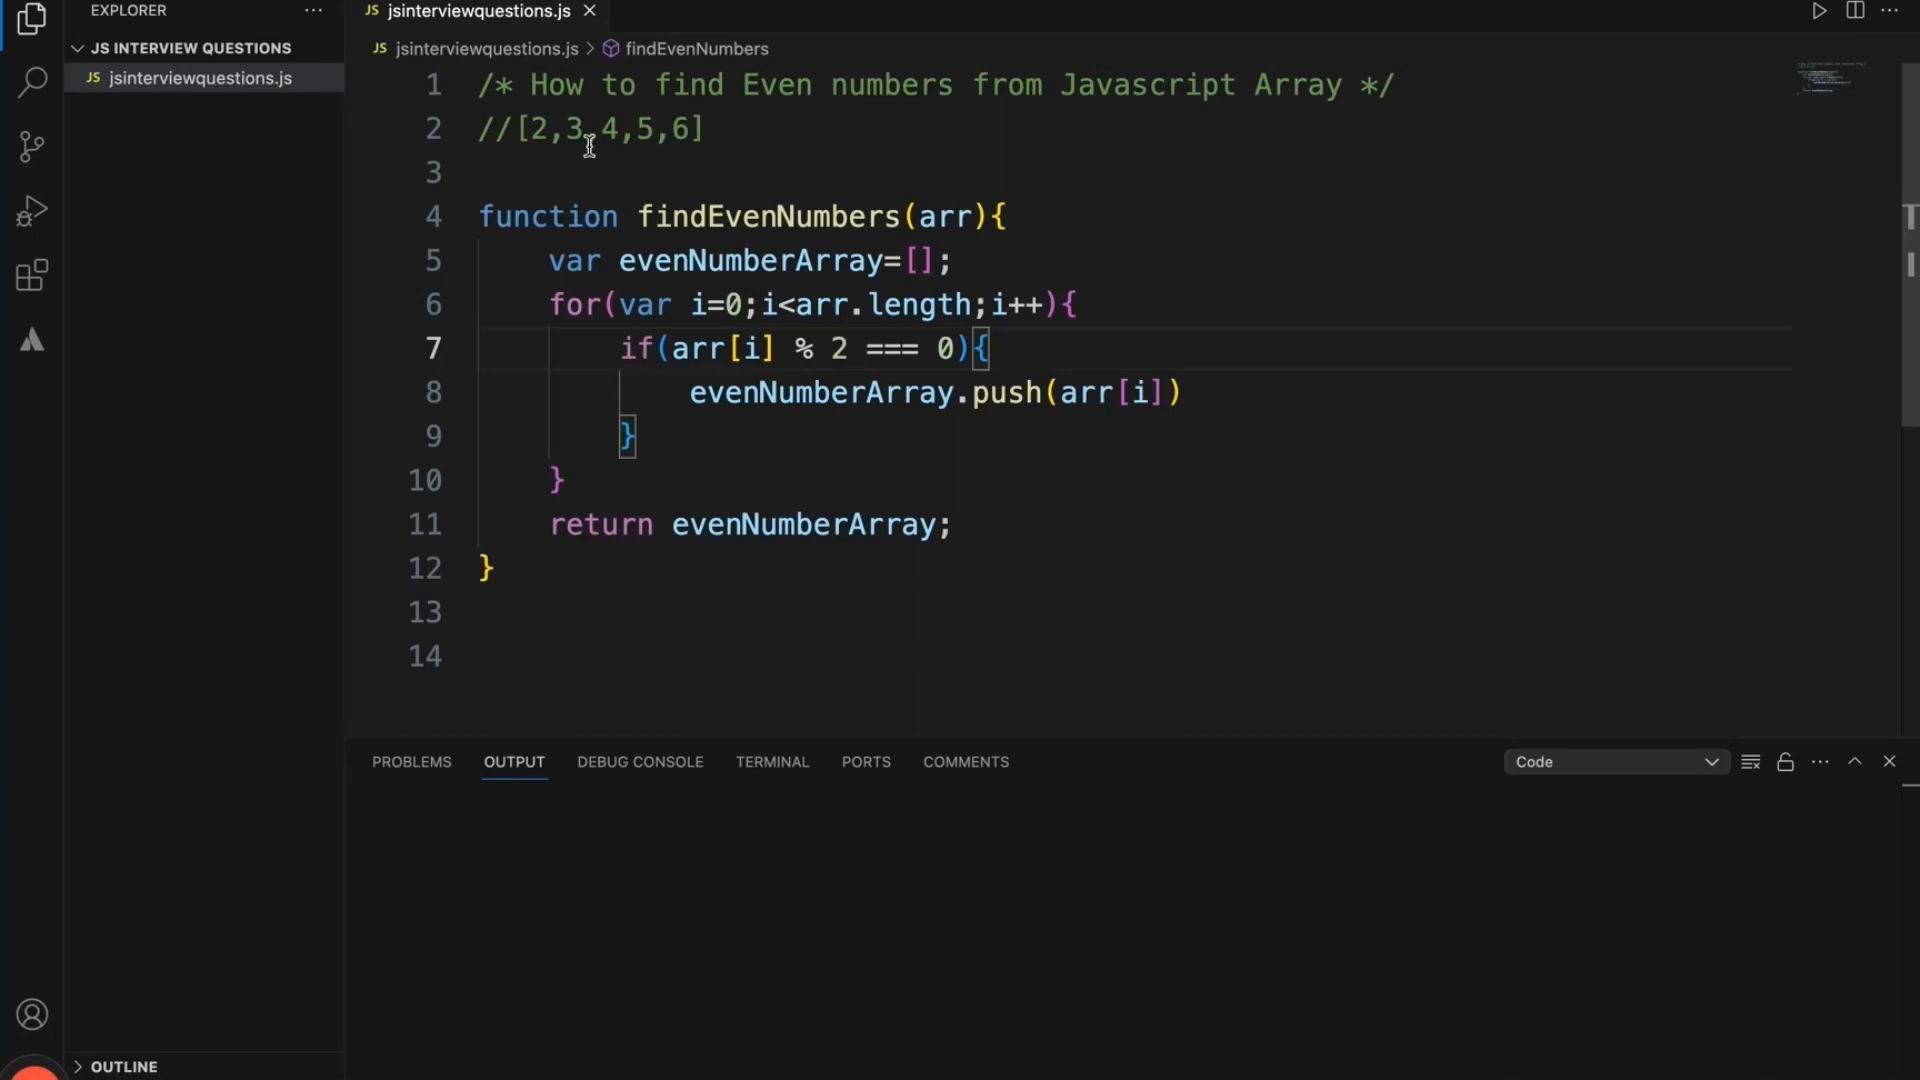 EXPLORER
JS INTERVIEW QUESTIONS
JS jsinterviewquestions.js
JS jsinterviewquestions.js
JS jsinterviewquestions.js > findEvenNumbers
1 /* How to find Even numbers from Javascript Array */
2 //[2,3,4,5,6]
3
4 function findEvenNumbers(arr){
5 var evenNumberArray=[];
6 for(var i=0;i<arr.length;i++){
7 if(arr[i] % 2 === 0){
8 evenNumberArray.push(arr[i])
9 }
10 }
11 return evenNumberArray;
12 }
13
14
PROBLEMS OUTPUT DEBUG CONSOLE TERMINAL PORTS COMMENTS Code
OUTLINE